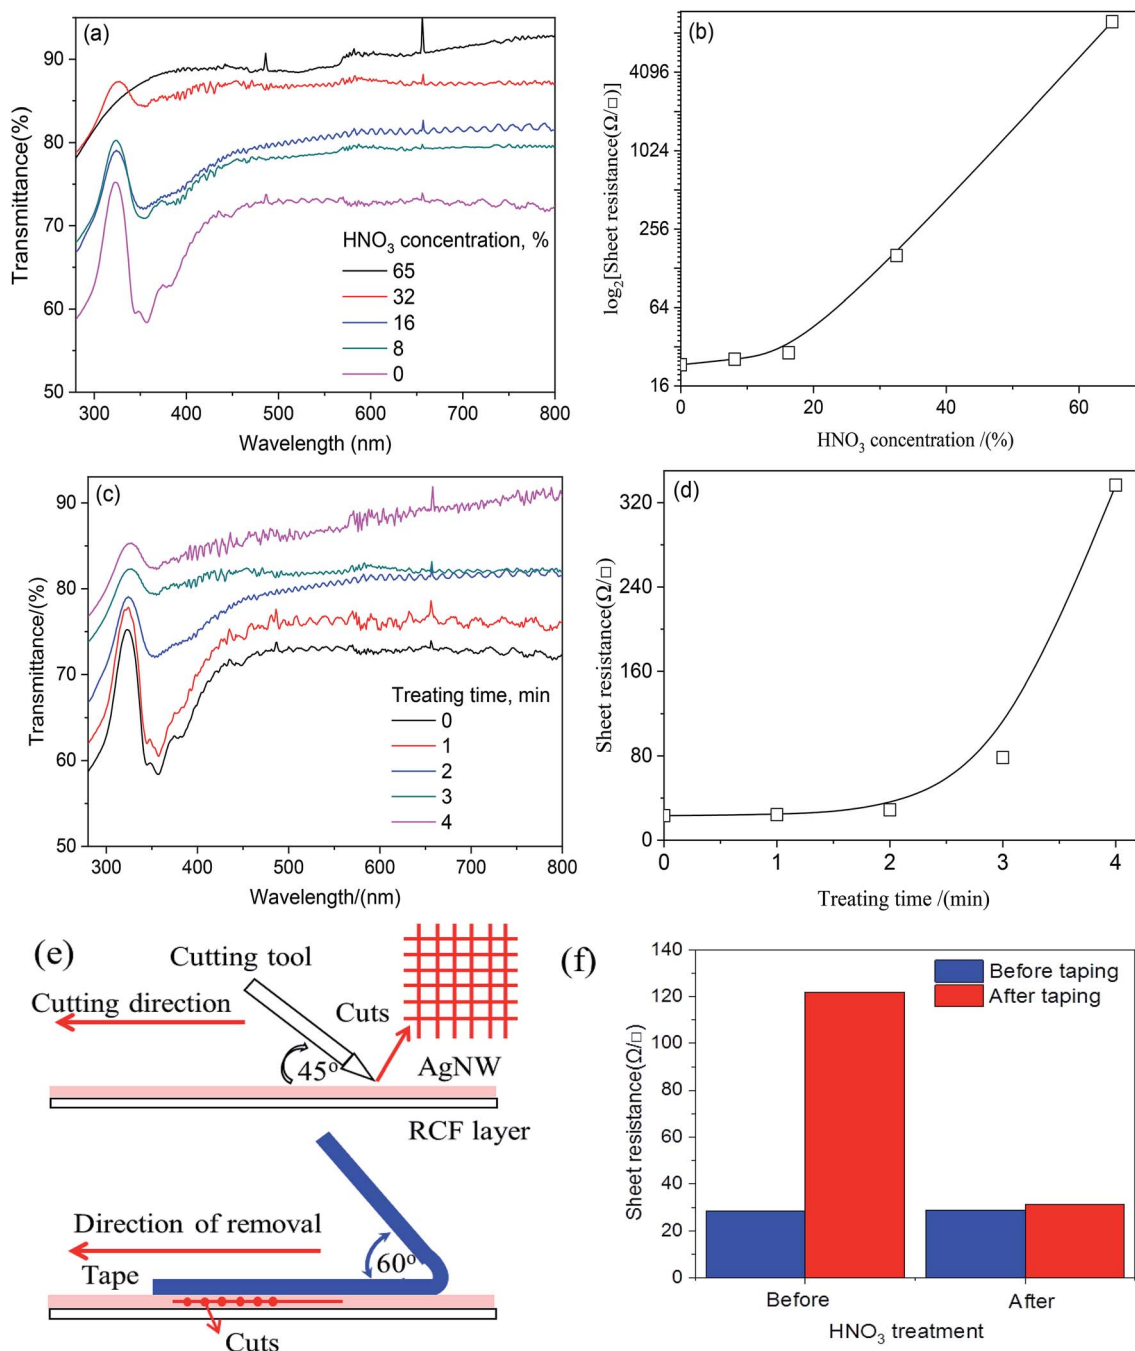 (a)
90
80
70
60
50
Transmittance(%)
HNO₃ concentration, %
65
32
16
8
0
300 400 500 600 700 800
Wavelength (nm)
(b)
4096
1024
256
64
16
log₂[Sheet resistance(Ω/□)]
0 20 40 60
HNO₃ concentration /(%)
(c)
90
80
70
60
50
Transmittance/(%)
Treating time, min
0
1
2
3
4
300 400 500 600 700 800
Wavelength/(nm)
(d)
320
240
160
80
0
Sheet resistance(Ω/□)
0 1 2 3 4
Treating time /(min)
(e)
Cutting tool
Cutting direction
Cuts
45°
AgNW
RCF layer
Direction of removal
60°
Tape
Cuts
(f)
140
120
100
80
60
40
20
0
Sheet resistance(Ω/□)
Before taping
After taping
Before After
HNO₃ treatment